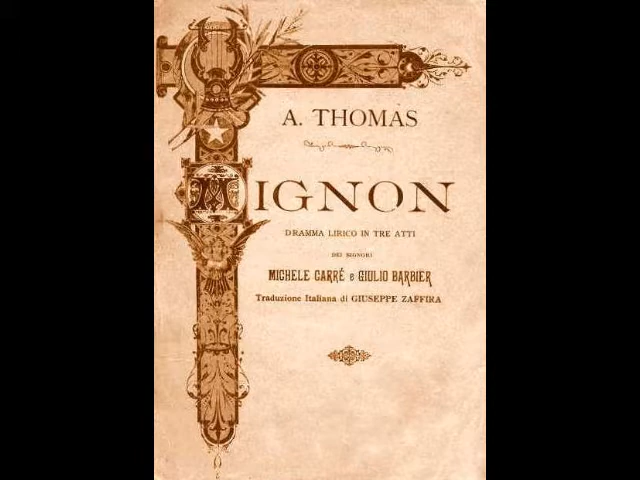 A. THOMAS
MIGNON
DRAMMA LIRICO IN TRE ATTI
DEI SIGNORI
MICHELE CARRÉ e GIULIO BARBIER
Traduzione Italiana di GIUSEPPE ZAFFIRA